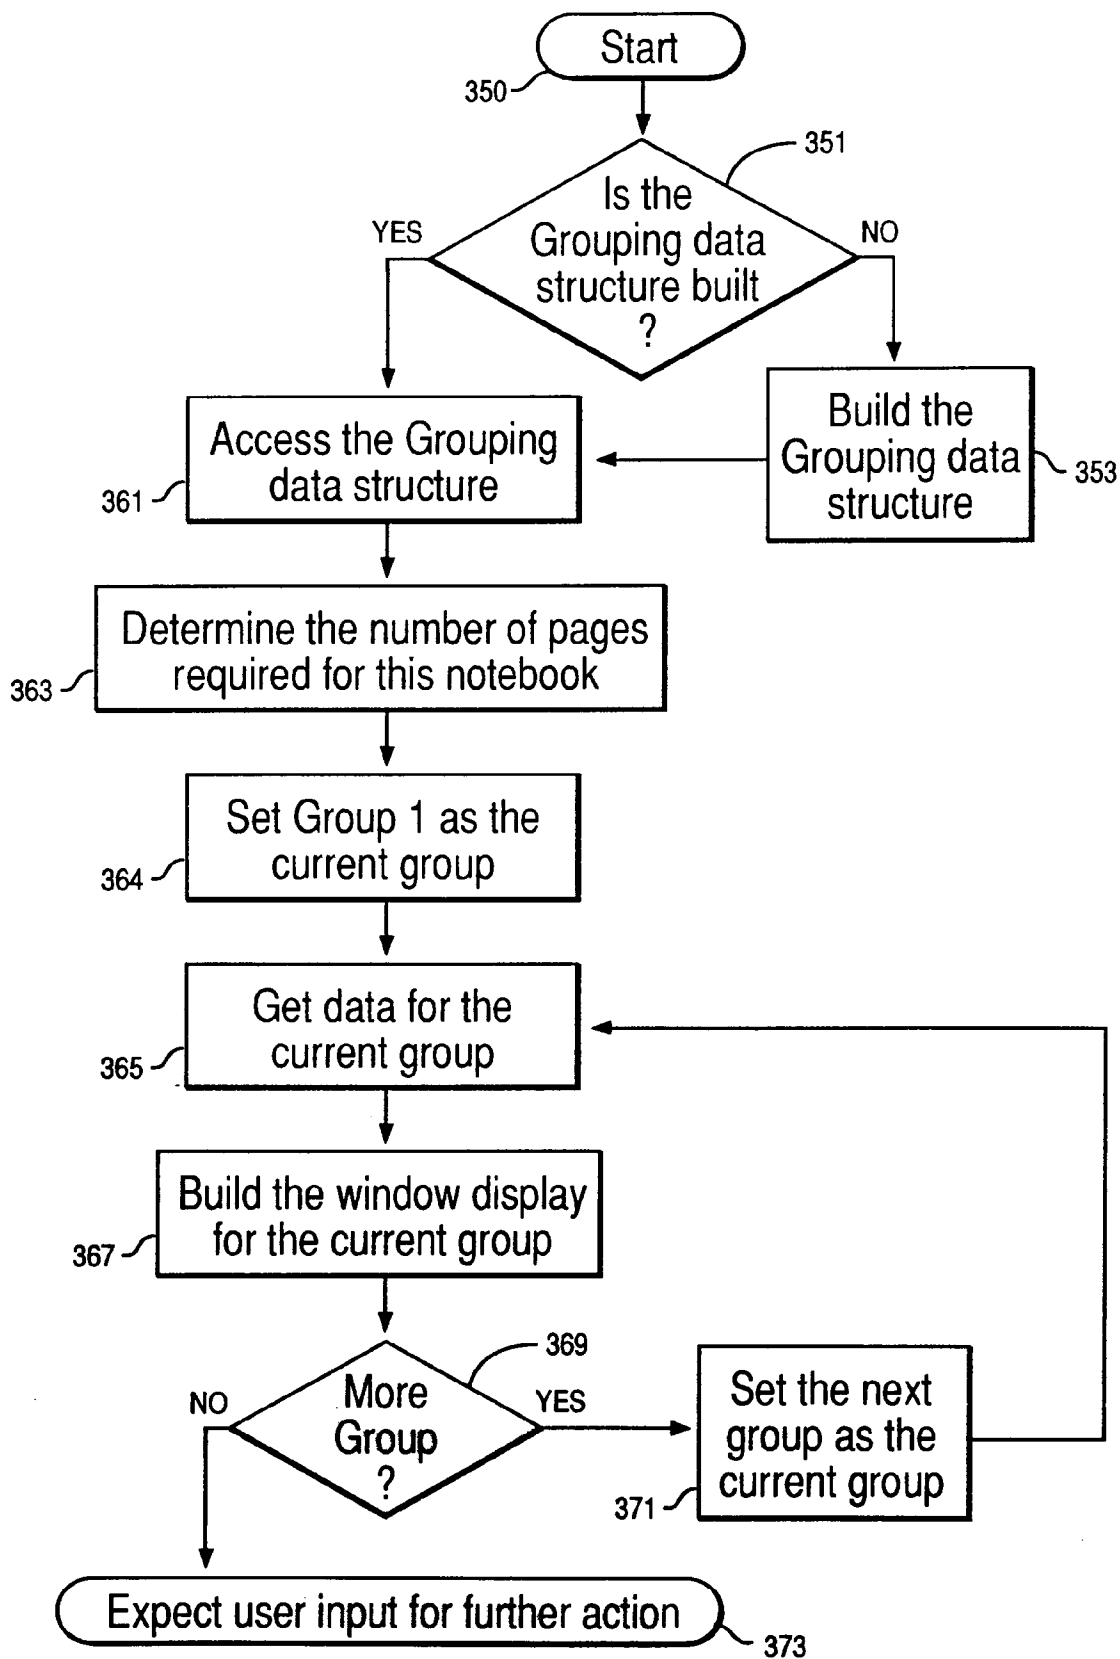 Start
350
351
Is the
Grouping data
structure built
?
YES
NO
Access the Grouping
data structure
361
Build the
Grouping data
structure
353
Determine the number of pages
required for this notebook
363
Set Group 1 as the
current group
364
Get data for the
current group
365
Build the window display
for the current group
367
369
More
Group
?
NO
YES
Set the next
group as the
current group
371
Expect user input for further action
373